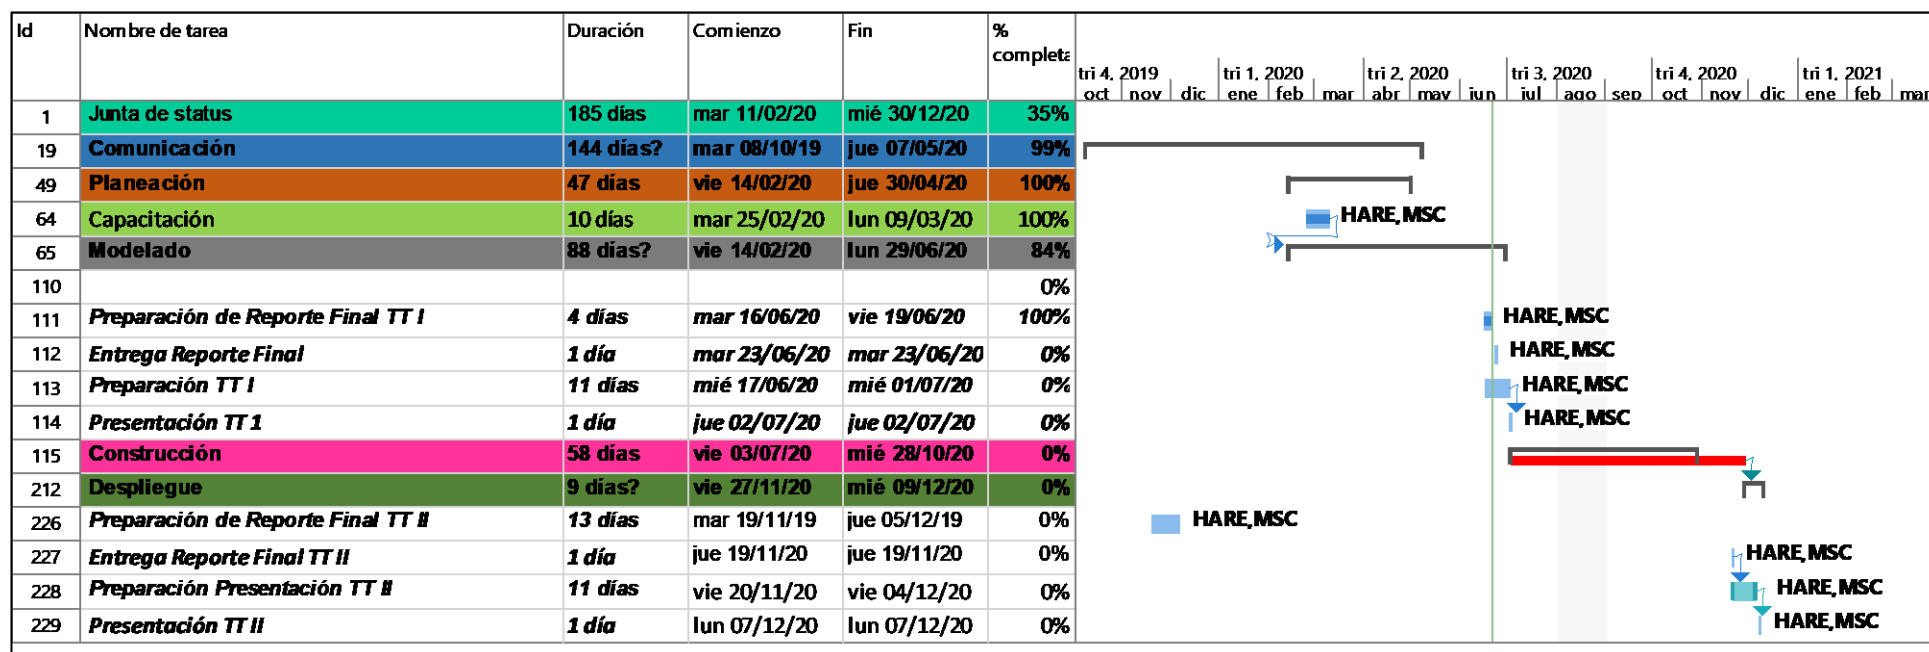 Id Nombre de tarea Duración Comienzo Fin %
completa
tri 4, 2019 tri 1, 2020 tri 2, 2020 tri 3, 2020 tri 4, 2020 tri 1, 2021
oct nov dic ene feb mar abr may jun jul ago sep oct nov dic ene feb mar
1 Junta de status 185 días mar 11/02/20 mié 30/12/20 35%
19 Comunicación 144 días? mar 08/10/19 jue 07/05/20 99%
49 Planeación 47 días vie 14/02/20 jue 30/04/20 100%
64 Capacitación 10 días mar 25/02/20 lun 09/03/20 100% HARE,MSC
65 Modelado 88 días? vie 14/02/20 lun 29/06/20 84%
110 0%
111 Preparación de Reporte Final TT I 4 días mar 16/06/20 vie 19/06/20 100% HARE,MSC
112 Entrega Reporte Final 1 día mar 23/06/20 mar 23/06/20 0% HARE,MSC
113 Preparación TT I 11 días mié 17/06/20 mié 01/07/20 0% HARE,MSC
114 Presentación TT 1 1 día jue 02/07/20 jue 02/07/20 0% HARE,MSC
115 Construcción 58 días vie 03/07/20 mié 28/10/20 0%
212 Despliegue 9 días? vie 27/11/20 mié 09/12/20 0%
226 Preparación de Reporte Final TT II 13 días mar 19/11/19 jue 05/12/19 0% HARE,MSC
227 Entrega Reporte Final TT II 1 día jue 19/11/20 jue 19/11/20 0% HARE,MSC
228 Preparación Presentación TT II 11 días vie 20/11/20 vie 04/12/20 0% HARE,MSC
229 Presentación TT II 1 día lun 07/12/20 lun 07/12/20 0% HARE,MSC